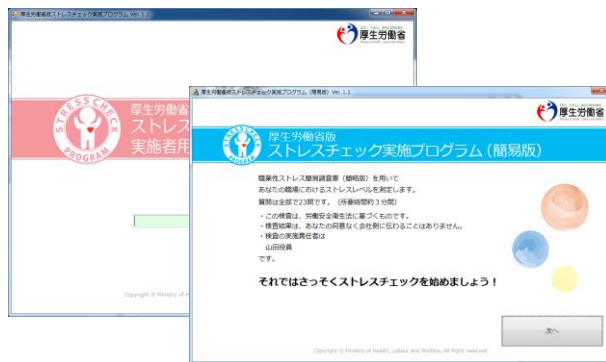 厚生労働省版ストレスチェック実施プログラム Ver 1.1
厚生労働省
STRESSCHECK
PROGRAM
厚生労働省
ストレス
実施者用
Copyright © Ministry of H
厚生労働省版ストレスチェック実施プログラム (簡易版) Ver 1.1
厚生労働省
STRESSCHECK
PROGRAM
厚生労働省版
ストレスチェック実施プログラム(簡易版)
職業性ストレス簡易調査票(簡略版)を用いて
あなたの職場におけるストレスレベルを測定します。
質問は全部で23問です。(所要時間約3分間)
・この検査は、労働安全衛生法に基づくものです。
・検査結果は、あなたの同意なく会社側に伝わることはありません。
・検査の実施責任者は
山田役員
です。
それではさっそくストレスチェックを始めましょう!
次へ
Copyright © Ministry of Health, Labour and Welfare, All Right reserved.